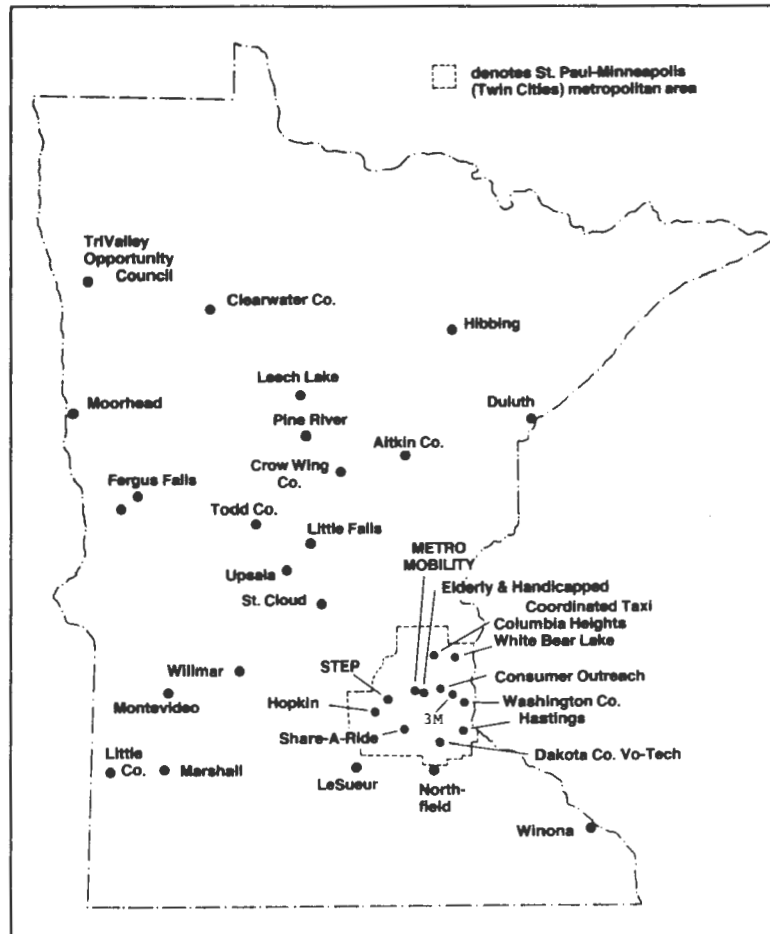 denotes St. Paul-Minneapolis
(Twin Cities) metropolitan area
TriValley
Opportunity
Council
Clearwater Co.
Hibbing
Leech Lake
Moorhead
Duluth
Pine River
Aitkin Co.
Crow Wing
Co.
Fergus Falls
Todd Co.
Little Falls
METRO
MOBILITY
Upsala
Elderly & Handicapped
Coordinated Taxi
St. Cloud
Columbia Heights
White Bear Lake
Willmar
STEP
Consumer Outreach
Montevideo
Hopkin
Washington Co.
3M
Hastings
Share-A-Ride
Dakota Co. Vo-Tech
Little
Co.
Marshall
LeSueur
North-
field
Winona